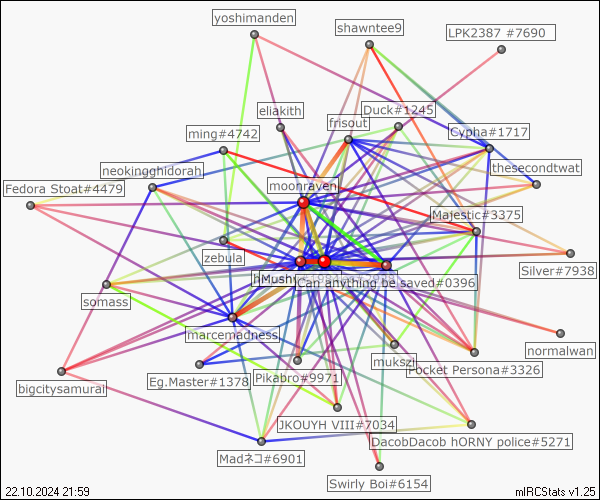 yoshimanden
shawntee9
LPK2387 #7690
eliakith
Duck#1245
frisout
ming#4742
Cypha#1717
neokingghidorah
thesecondtwat
moonraven
Fedora Stoat#4479
Majestic#3375
zebula
Silver#7938
Can anything be saved#0396
somass
marcemadness
normalwan
mukszi
Pocket Persona#3326
Eg.Master#1378
Pikabro#9971
bigcitysamurai
JKOUYH VIII#7034
DacobDacob hORNY police#5271
Madネコ#6901
Swirly Boi#6154
22.10.2024 21:59
mIRCStats v1.25